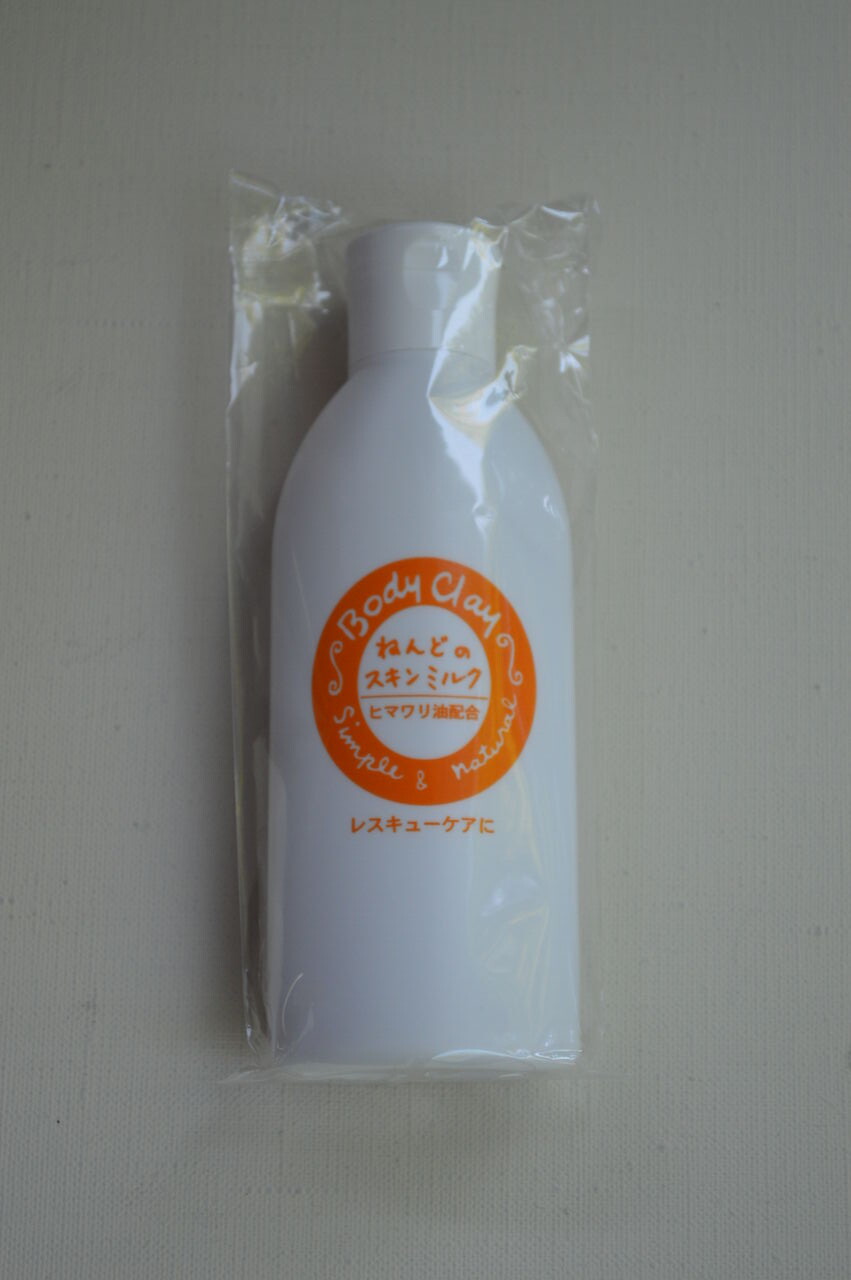 Body Clay
ねんどの
スキンミルク
ヒマワリ油配合
Simple & Natural
レスキューケアに